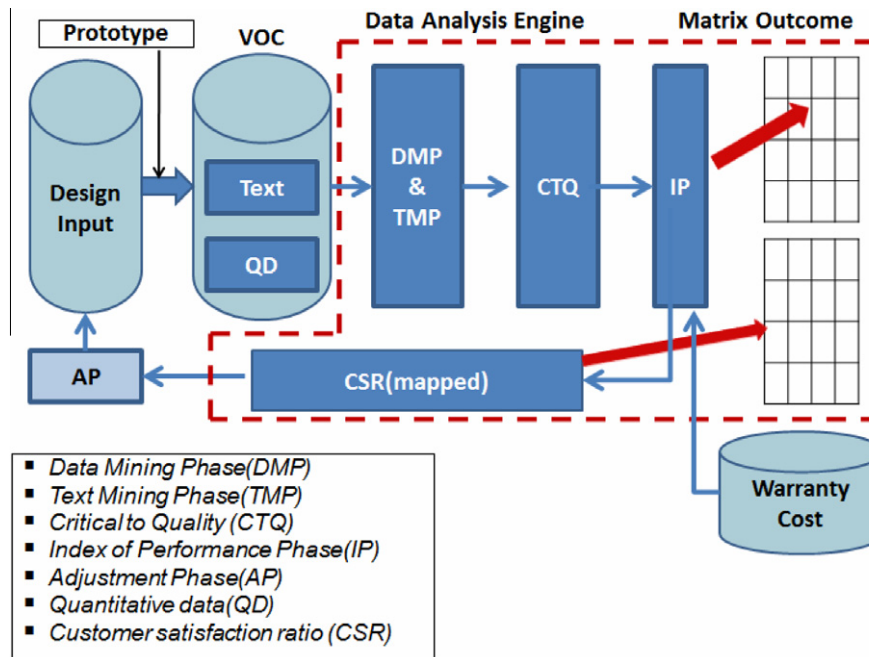 Prototype
VOC
Data Analysis Engine
Matrix Outcome
Design
Input
Text
QD
DMP
&
TMP
CTQ
IP
AP
CSR(mapped)
Warranty
Cost
▪ Data Mining Phase(DMP)
▪ Text Mining Phase(TMP)
▪ Critical to Quality (CTQ)
▪ Index of Performance Phase(IP)
▪ Adjustment Phase(AP)
▪ Quantitative data(QD)
▪ Customer satisfaction ratio (CSR)